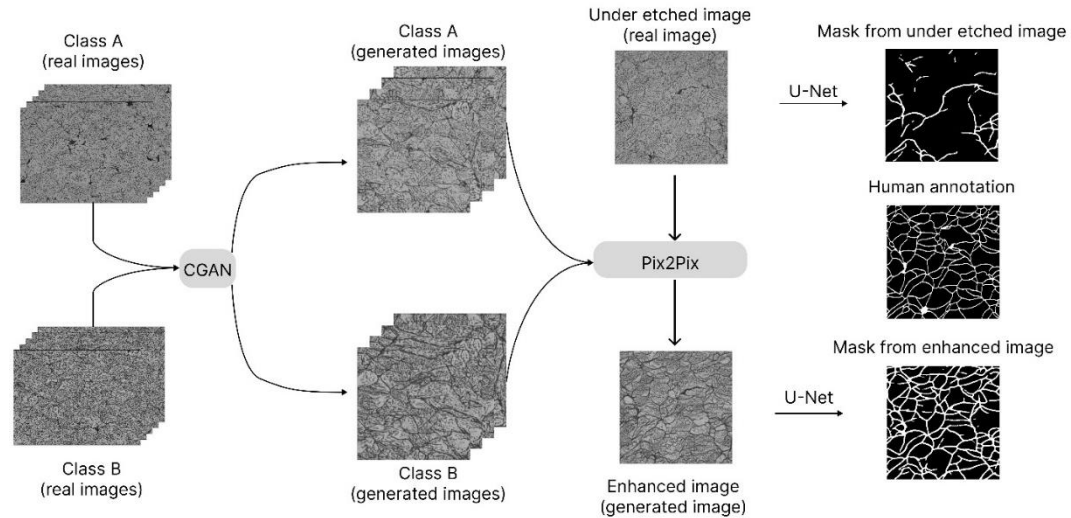 Class A
(real images)
Class B
(real images)
CGAN
Class A
(generated images)
Class B
(generated images)
Under etched image
(real image)
Pix2Pix
Enhanced image
(generated image)
U-Net
U-Net
Mask from under etched image
Human annotation
Mask from enhanced image